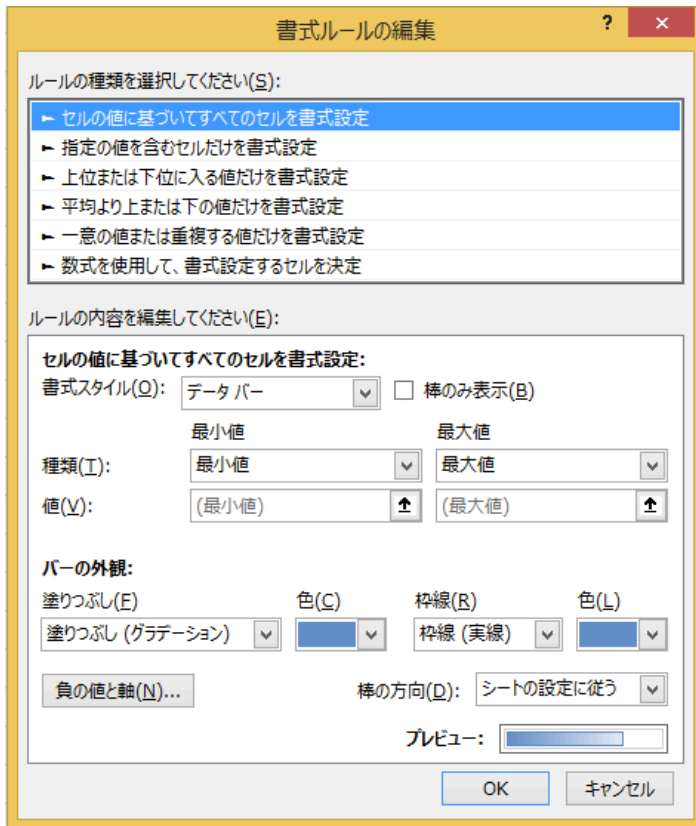 書式ルールの編集
?
×
ルールの種類を選択してください(S):
► セルの値に基づいてすべてのセルを書式設定
► 指定の値を含むセルだけを書式設定
► 上位または下位に入る値だけを書式設定
► 平均より上または下の値だけを書式設定
► 一意の値または重複する値だけを書式設定
► 数式を使用して、書式設定するセルを決定
ルールの内容を編集してください(E):
セルの値に基づいてすべてのセルを書式設定:
書式スタイル(O): データ バー 棒のみ表示(B)
最小値 最大値
種類(T): 最小値 最大値
値(V): (最小値) (最大値)
バーの外観:
塗りつぶし(F) 色(C) 枠線(R) 色(L)
塗りつぶし (グラデーション) 枠線 (実線)
負の値と軸(N)... 棒の方向(D): シートの設定に従う
プレビュー:
OK キャンセル